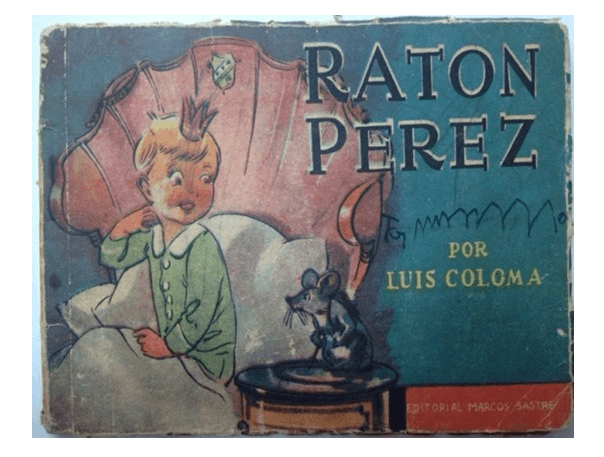 RATON
PEREZ
POR
LUIS COLOMA
EDITORIAL MARCOS SASTRE